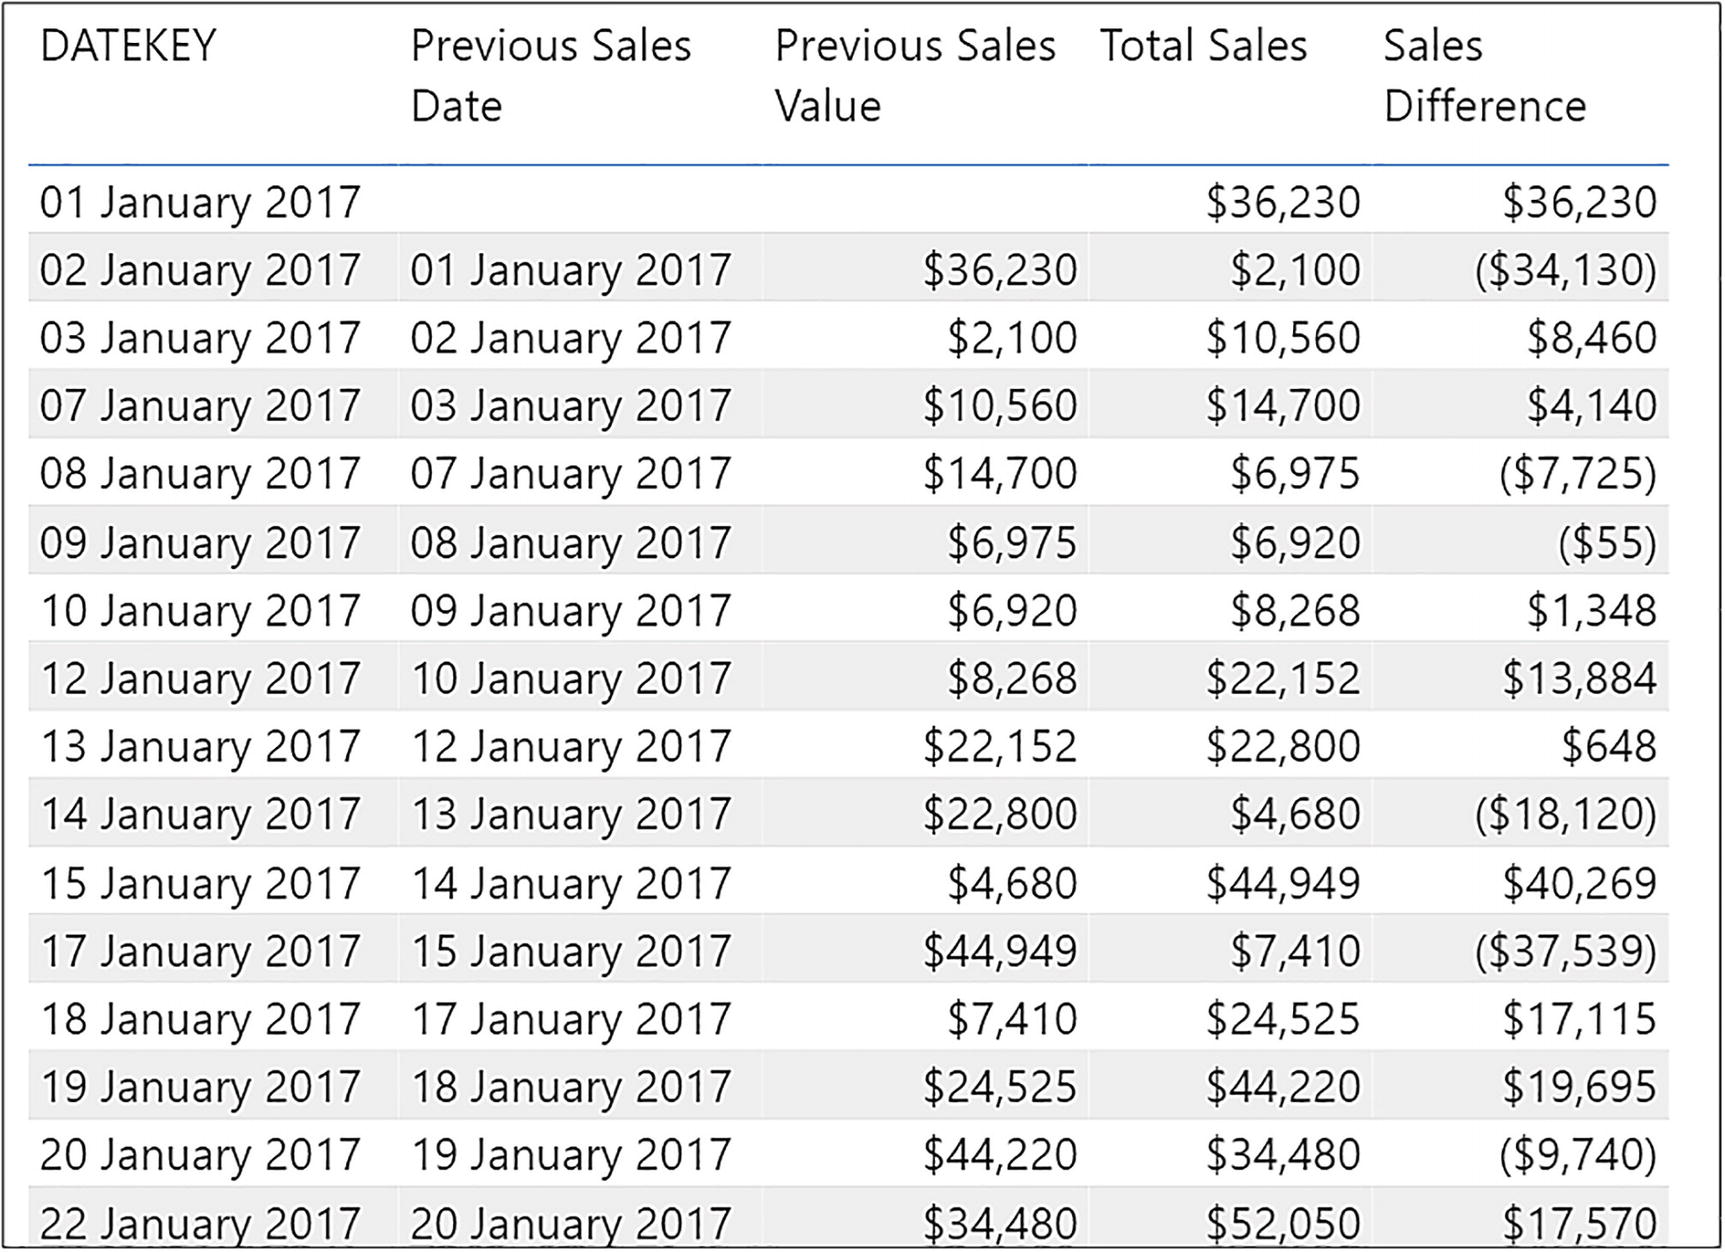 DATEKEY Previous Sales Date Previous Sales Value Total Sales Sales Difference
01 January 2017 $36,230 $36,230
02 January 2017 01 January 2017 $36,230 $2,100 ($34,130)
03 January 2017 02 January 2017 $2,100 $10,560 $8,460
07 January 2017 03 January 2017 $10,560 $14,700 $4,140
08 January 2017 07 January 2017 $14,700 $6,975 ($7,725)
09 January 2017 08 January 2017 $6,975 $6,920 ($55)
10 January 2017 09 January 2017 $6,920 $8,268 $1,348
12 January 2017 10 January 2017 $8,268 $22,152 $13,884
13 January 2017 12 January 2017 $22,152 $22,800 $648
14 January 2017 13 January 2017 $22,800 $4,680 ($18,120)
15 January 2017 14 January 2017 $4,680 $44,949 $40,269
17 January 2017 15 January 2017 $44,949 $7,410 ($37,539)
18 January 2017 17 January 2017 $7,410 $24,525 $17,115
19 January 2017 18 January 2017 $24,525 $44,220 $19,695
20 January 2017 19 January 2017 $44,220 $34,480 ($9,740)
22 January 2017 20 January 2017 $34,480 $52,050 $17,570